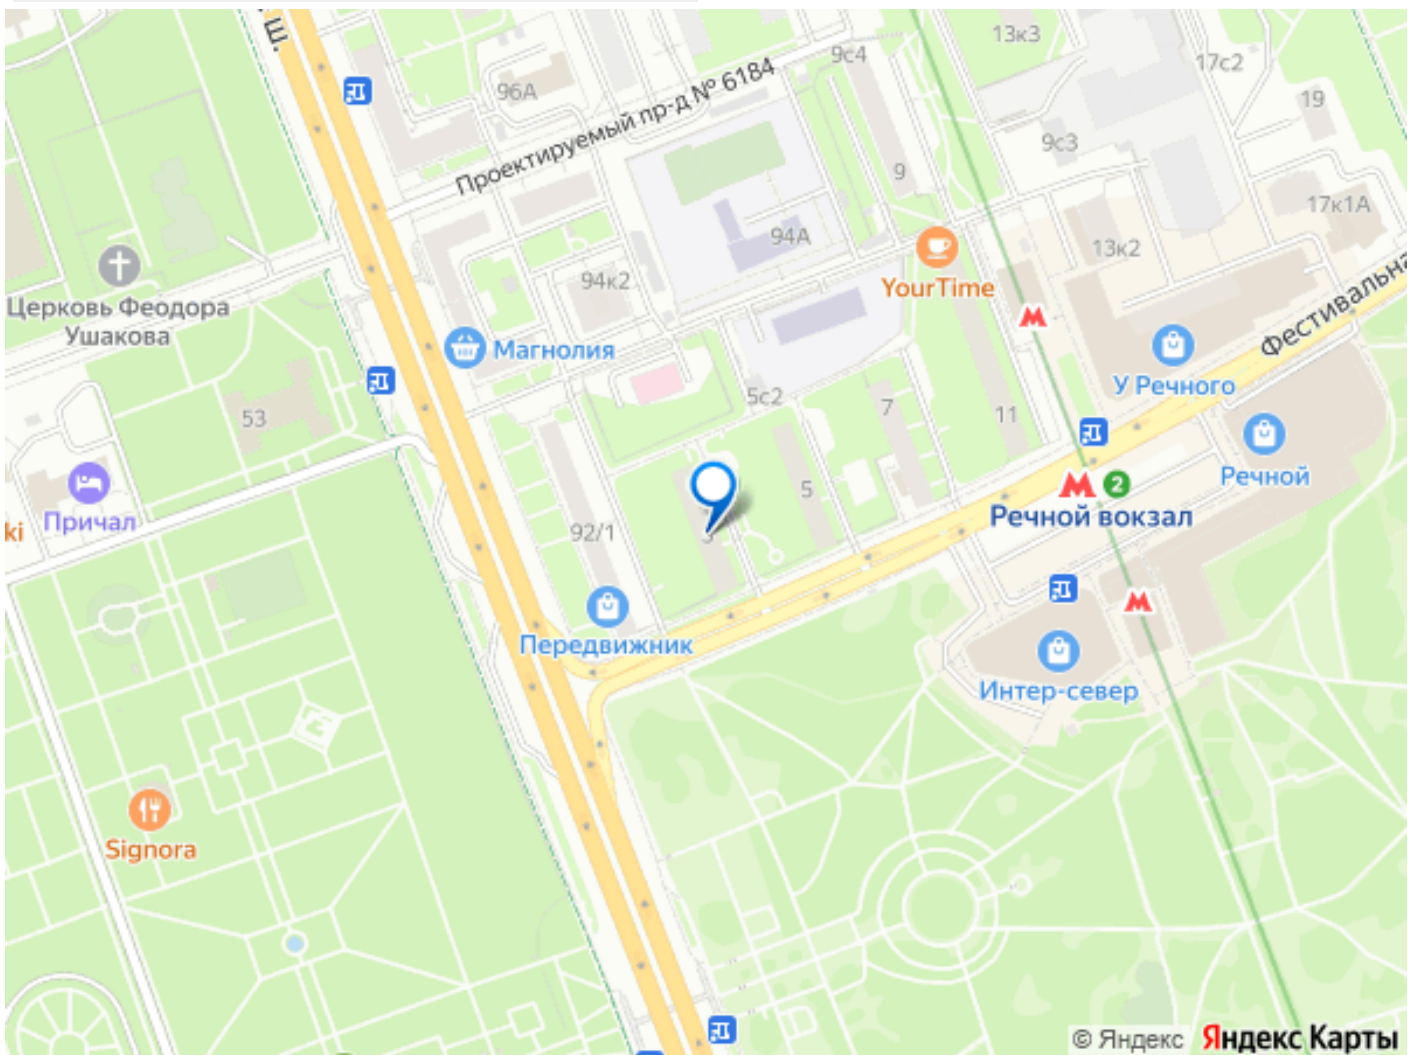 Ш.
96А
Проектируемый пр-д № 6184
9с4
13к3
17с2
19
9с3
9
17к1А
94А
13к2
94к2
YourTime
Церковь Феодора
Ушакова
Фестивальна
Магнолия
У Речного
5с2
7
11
53
Речной
Причал
ki
5
2
Речной вокзал
92/1
3
Передвижник
Интер-север
Signora
© Яндекс Яндекс Карты